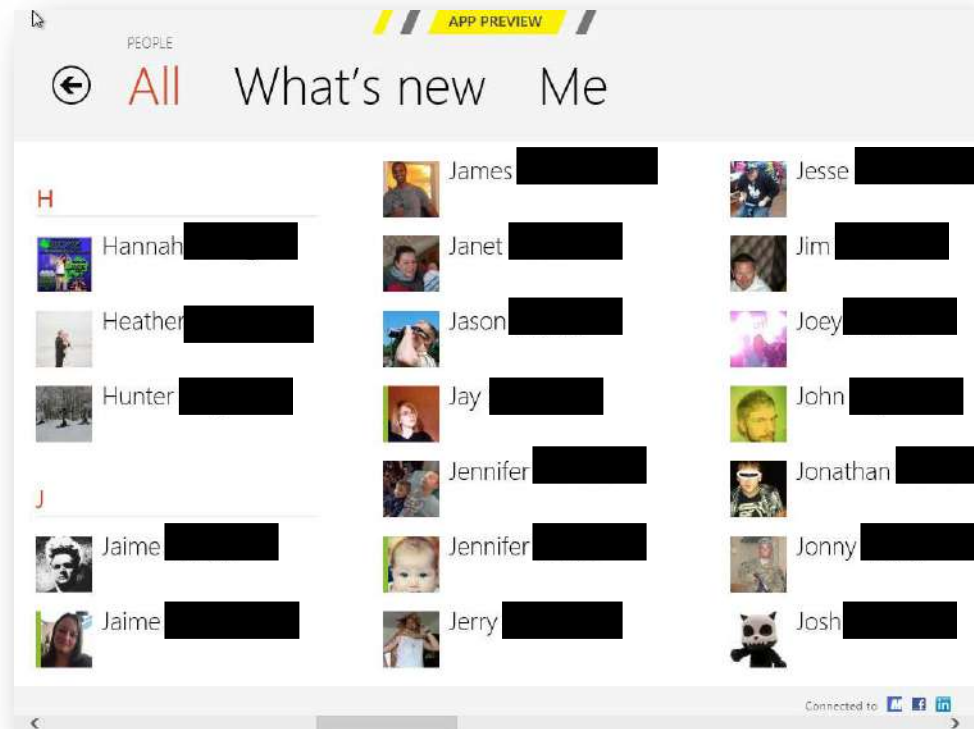 APP PREVIEW
PEOPLE
All What's new Me
H
Hannah
Heather
Hunter
J
Jaime
Jaime
James
Janet
Jason
Jay
Jennifer
Jennifer
Jerry
Jesse
Jim
Joey
John
Jonathan
Jonny
Josh
Connected to